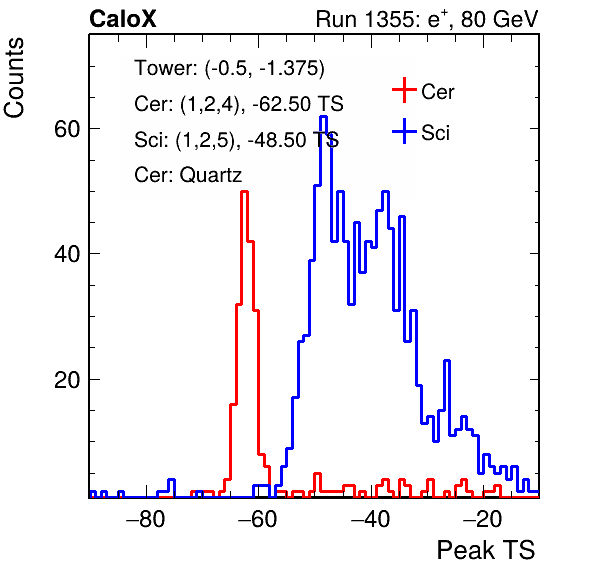 CaloX Run 1355: e⁺, 80 GeV
Counts
Tower: (-0.5, -1.375)
Cer: (1,2,4), -62.50 TS
Sci: (1,2,5), -48.50 TS
Cer: Quartz
Cer
Sci
60
40
20
−80 −60 −40 −20
Peak TS